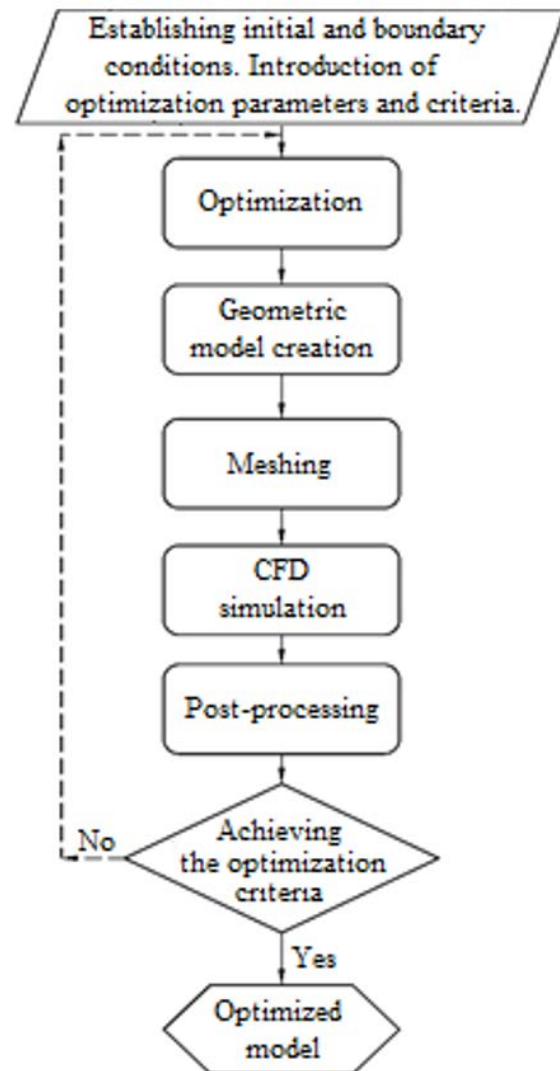 Establishing initial and boundary
conditions. Introduction of
optimization parameters and criteria.
Optimization
Geometric
model creation
Meshing
CFD
simulation
Post-processing
Achieving
the optimization
criteria
No
Yes
Optimized
model